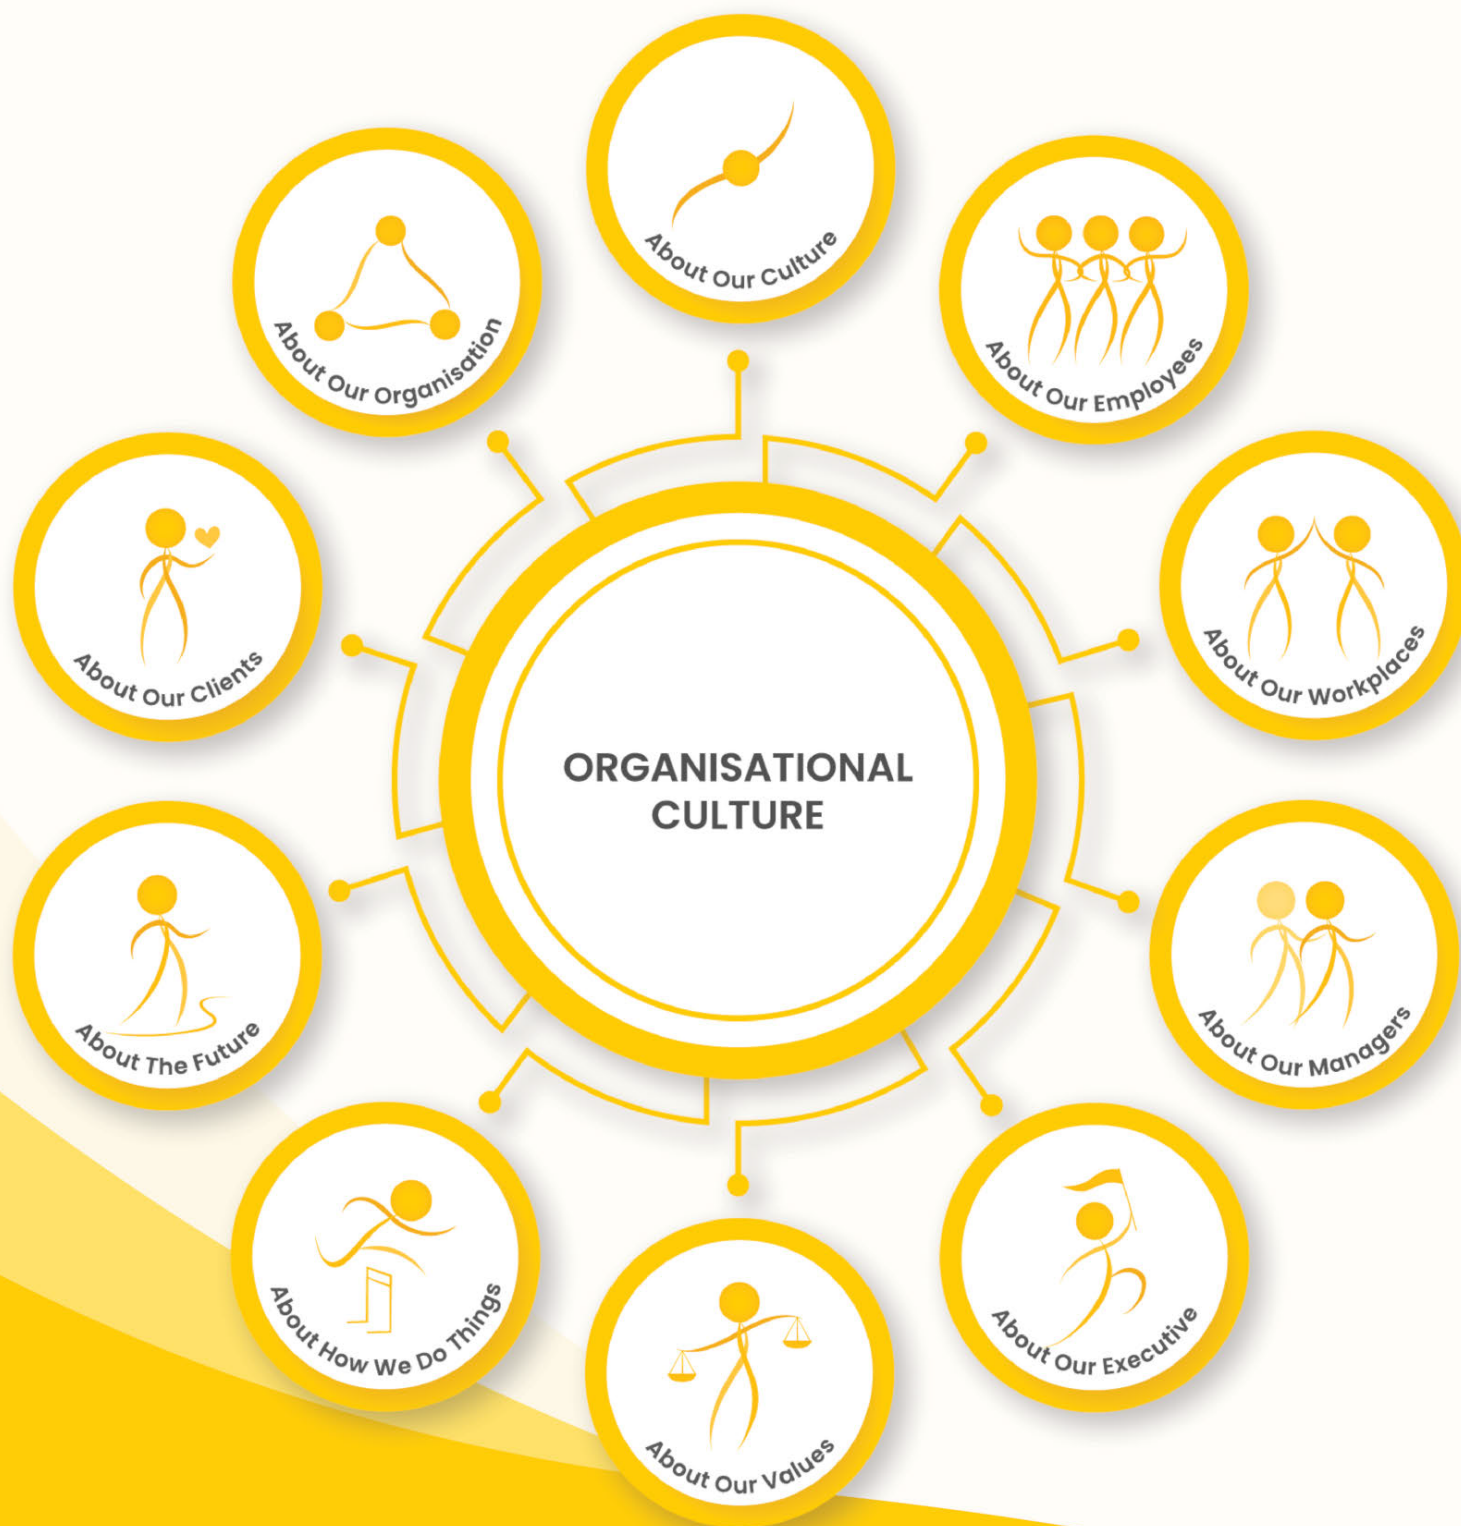 About Our Culture
About Our Employees
About Our Workplaces
About Our Managers
About Our Executive
About Our Values
About How We Do Things
About The Future
About Our Clients
About Our Organisation
ORGANISATIONAL
CULTURE